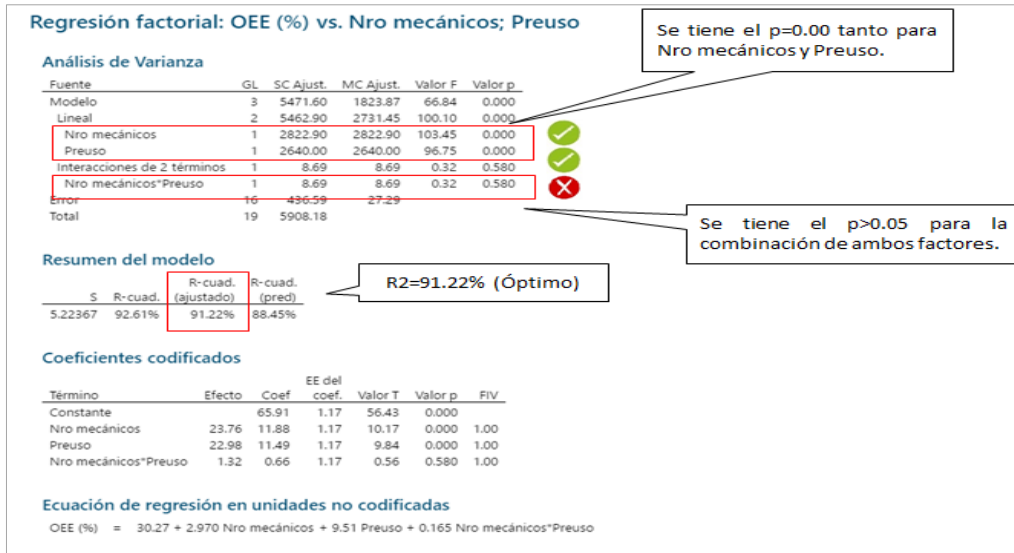 Regresión factorial: OEE (%) vs. Nro mecánicos; Preuso
Se tiene el p=0.00 tanto para
Nro mecánicos y Preuso.
Análisis de Varianza
Fuente GL SC Ajust. MC Ajust. Valor F Valor p
Modelo 3 5471.60 1823.87 66.84 0.000
Lineal 2 5462.90 2731.45 100.10 0.000
Nro mecánicos 1 2822.90 2822.90 103.45 0.000
Preuso 1 2640.00 2640.00 96.75 0.000
Interacciones de 2 términos 1 8.69 8.69 0.32 0.580
Nro mecánicos*Preuso 1 8.69 8.69 0.32 0.580
Error 16 436.59 27.29
Total 19 5908.18
Se tiene el p>0.05 para la
combinación de ambos factores.
Resumen del modelo
R-cuad. R-cuad.
S R-cuad. (ajustado) (pred)
5.22367 92.61% 91.22% 88.45%
R2=91.22% (Óptimo)
Coeficientes codificados
EE del
Término Efecto Coef coef. Valor T Valor p FIV
Constante 65.91 1.17 56.43 0.000
Nro mecánicos 23.76 11.88 1.17 10.17 0.000 1.00
Preuso 22.98 11.49 1.17 9.84 0.000 1.00
Nro mecánicos*Preuso 1.32 0.66 1.17 0.56 0.580 1.00
Ecuación de regresión en unidades no codificadas
OEE (%) = 30.27 + 2.970 Nro mecánicos + 9.51 Preuso + 0.165 Nro mecánicos*Preuso